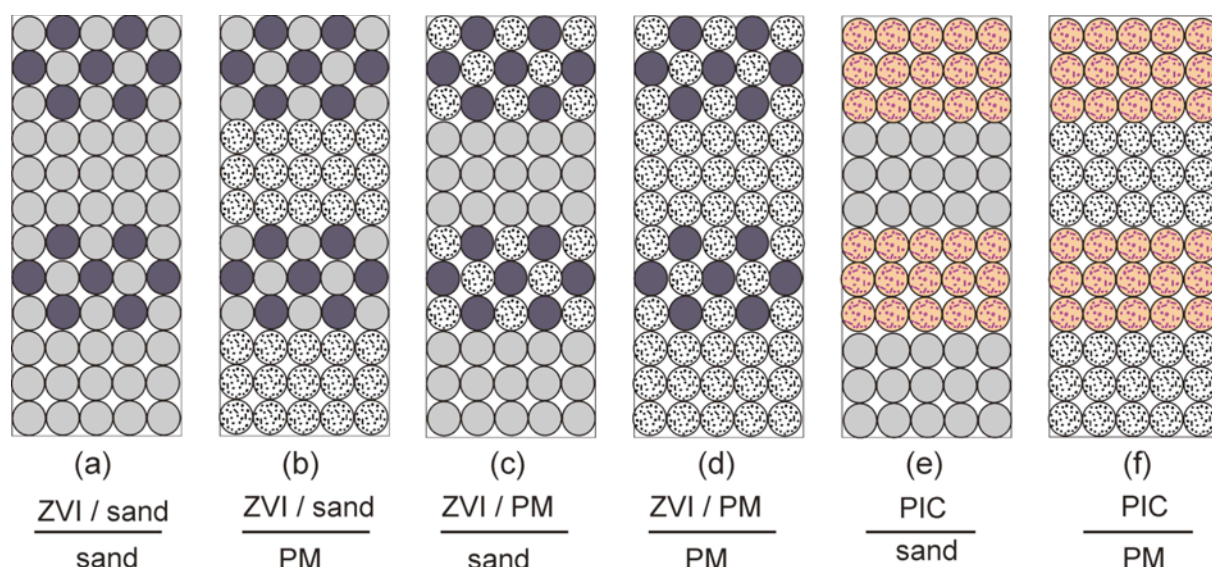 (a) (b) (c) (d) (e) (f)
ZVI / sand ZVI / sand ZVI / PM ZVI / PM PIC PIC
sand PM sand PM sand PM